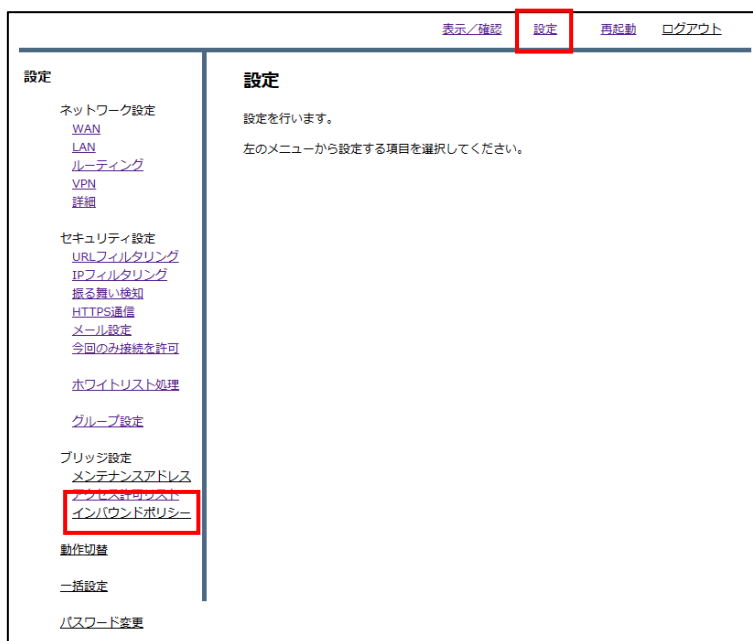 表示／確認 設定 再起動 ログアウト
設定
ネットワーク設定
WAN
LAN
ルーティング
VPN
詳細
セキュリティ設定
URLフィルタリング
IPフィルタリング
振る舞い検知
HTTPS通信
メール設定
今回のみ接続を許可
ホワイトリスト処理
グループ設定
ブリッジ設定
メンテナンスアドレス
アクセス許可リスト
インバウンドポリシー
動作切替
一括設定
パスワード変更
設定
設定を行います。
左のメニューから設定する項目を選択してください。